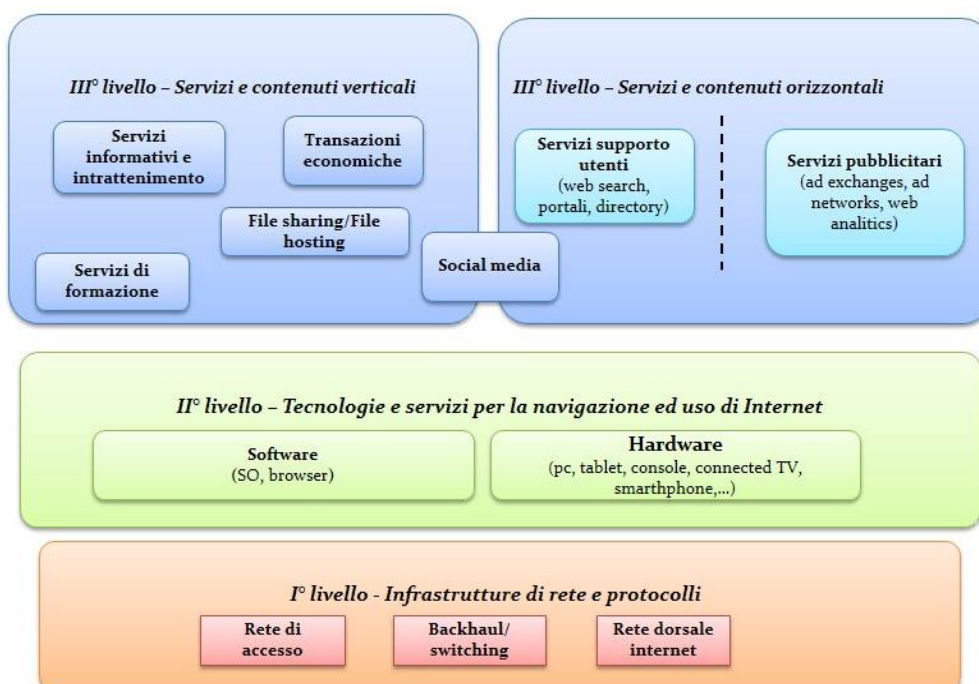 III° livello – Servizi e contenuti verticali
Servizi
informativi e
intrattenimento
Transazioni
economiche
File sharing/File
hosting
Servizi di
formazione
Social media
III° livello – Servizi e contenuti orizzontali
Servizi supporto
utenti
(web search,
portali, directory)
Servizi pubblicitari
(ad exchanges, ad
networks, web
analitics)
II° livello – Tecnologie e servizi per la navigazione ed uso di Internet
Software
(SO, browser)
Hardware
(pc, tablet, console, connected TV,
smarthphone,...)
I° livello - Infrastrutture di rete e protocolli
Rete di
accesso
Backhaul/
switching
Rete dorsale
internet